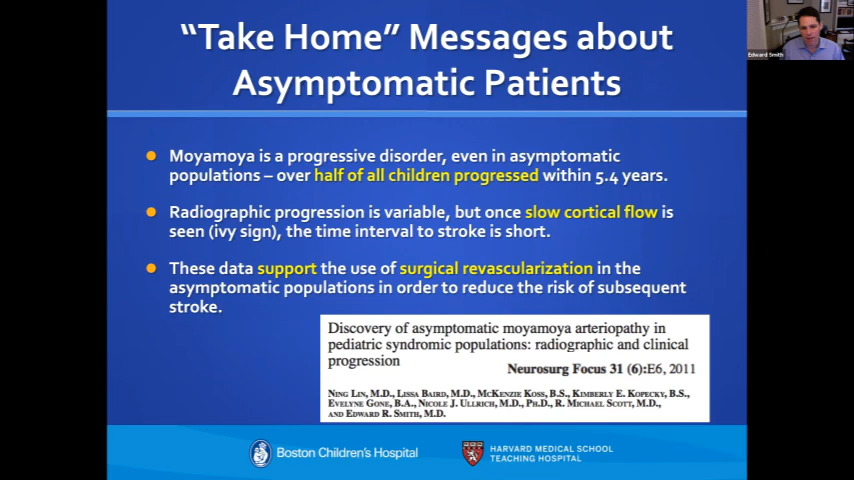 “Take Home” Messages about
Asymptomatic Patients
Edward Smith
Moyamoya is a progressive disorder, even in asymptomatic
populations – over half of all children progressed within 5.4 years.
Radiographic progression is variable, but once slow cortical flow is
seen (ivy sign), the time interval to stroke is short.
These data support the use of surgical revascularization in the
asymptomatic populations in order to reduce the risk of subsequent
stroke.
Discovery of asymptomatic moyamoya arteriopathy in
pediatric syndromic populations: radiographic and clinical
progression
Neurosurg Focus 31 (6):E6, 2011
Ning Lin, M.D., Lissa Baird, M.D., McKenzie Koss, B.S., Kimberly E. Kopecky, B.S.,
Evelyne Gone, B.A., Nicole J. Ullrich, M.D., Ph.D., R. Michael Scott, M.D.,
and Edward R. Smith, M.D.
Boston Children's Hospital
HARVARD MEDICAL SCHOOL
TEACHING HOSPITAL